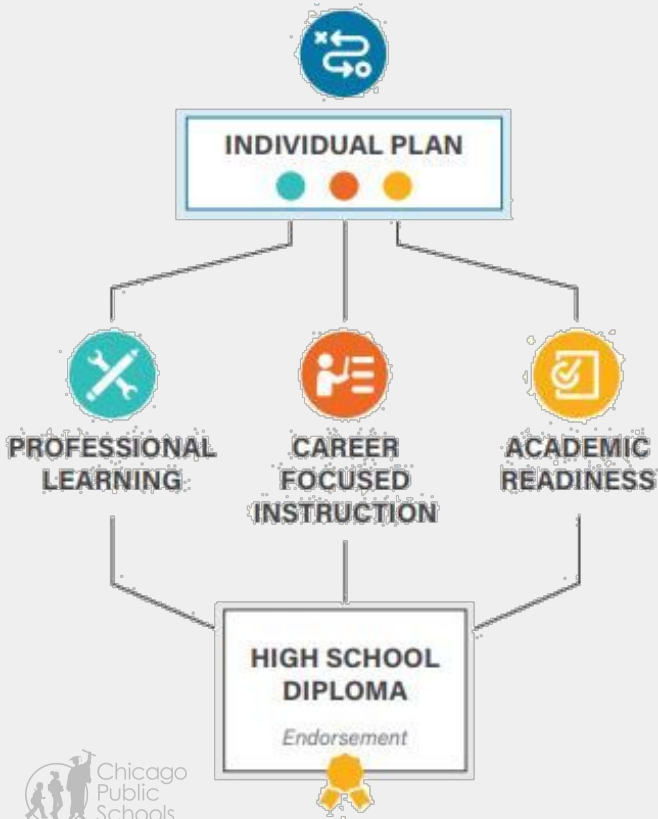 INDIVIDUAL PLAN
PROFESSIONAL
LEARNING
CAREER
FOCUSED
INSTRUCTION
ACADEMIC
READINESS
HIGH SCHOOL
DIPLOMA
Endorsement
Chicago
Public
Schools